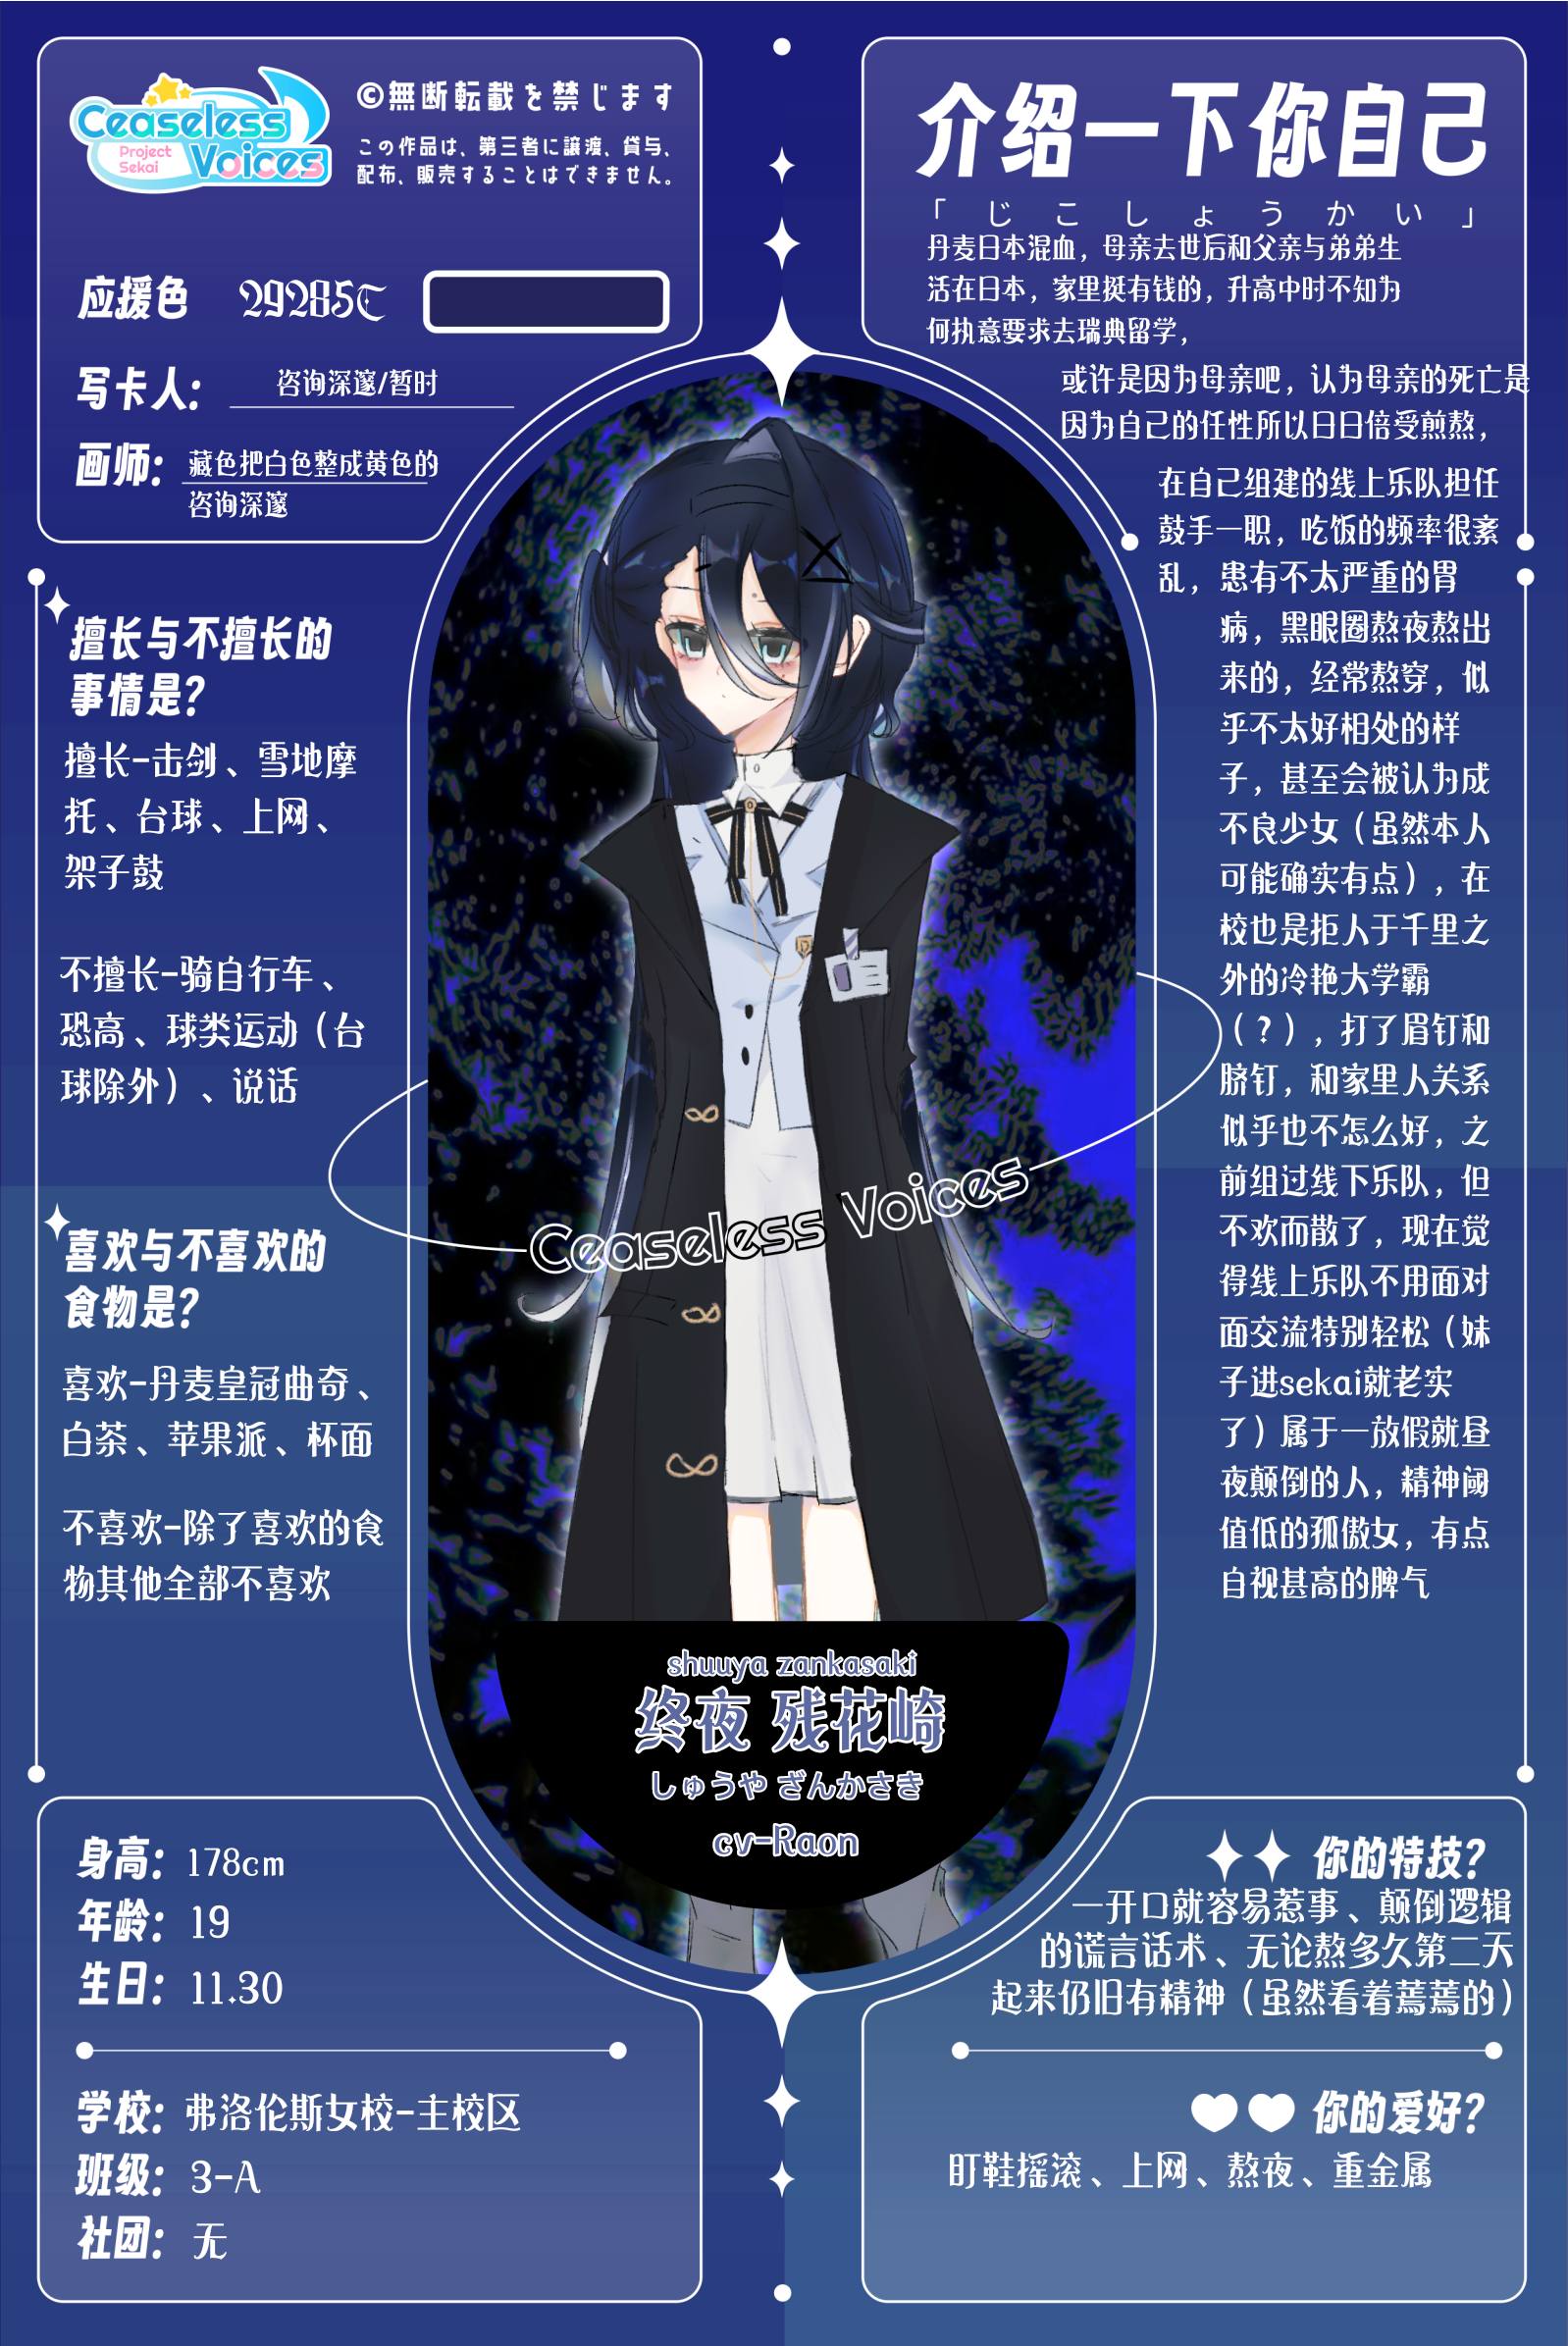 Ceaseless
Project
Sekai
Voices
©無断転載を禁じます
この作品は、第三者に譲渡、貸与、
配布、販売することはできません。
应援色 29285C
写卡人: 咨询深邃/暂时
画师: 藏色把白色整成黄色的
咨询深邃
介绍一下你自己
「じこしょうかい」
丹麦日本混血，母亲去世后和父亲与弟弟生
活在日本，家里挺有钱的，升高中时不知为
何执意要求去瑞典留学，
或许是因为母亲吧，认为母亲的死亡是
因为自己的任性所以日日倍受煎熬，
在自己组建的线上乐队担任
鼓手一职，吃饭的频率很紊
乱，患有不太严重的胃
病，黑眼圈熬夜熬出
来的，经常熬穿，似
乎不太好相处的样
子，甚至会被认为成
不良少女（虽然本人
可能确实有点），在
校也是拒人于千里之
外的冷艳大学霸
（？），打了眉钉和
脐钉，和家里人关系
似乎也不怎么好，之
前组过线下乐队，但
不欢而散了，现在觉
得线上乐队不用面对
面交流特别轻松（妹
子进sekai就老实
了）属于一放假就昼
夜颠倒的人，精神阈
值低的孤傲女，有点
自视甚高的脾气
擅长与不擅长的
事情是?
擅长-击剑、雪地摩
托、台球、上网、
架子鼓
不擅长-骑自行车、
恐高、球类运动（台
球除外）、说话
喜欢与不喜欢的
食物是?
喜欢-丹麦皇冠曲奇、
白茶、苹果派、杯面
不喜欢-除了喜欢的食
物其他全部不喜欢
Ceaseless Voices
shuuya zankasaki
终夜 残花崎
しゅうや ざんかさき
cv-Raon
身高: 178cm
年龄: 19
生日: 11.30
学校: 弗洛伦斯女校-主校区
班级: 3-A
社团: 无
你的特技?
一开口就容易惹事、颠倒逻辑
的谎言话术、无论熬多久第二天
起来仍旧有精神（虽然看着蔫蔫的）
你的爱好?
盯鞋摇滚、上网、熬夜、重金属